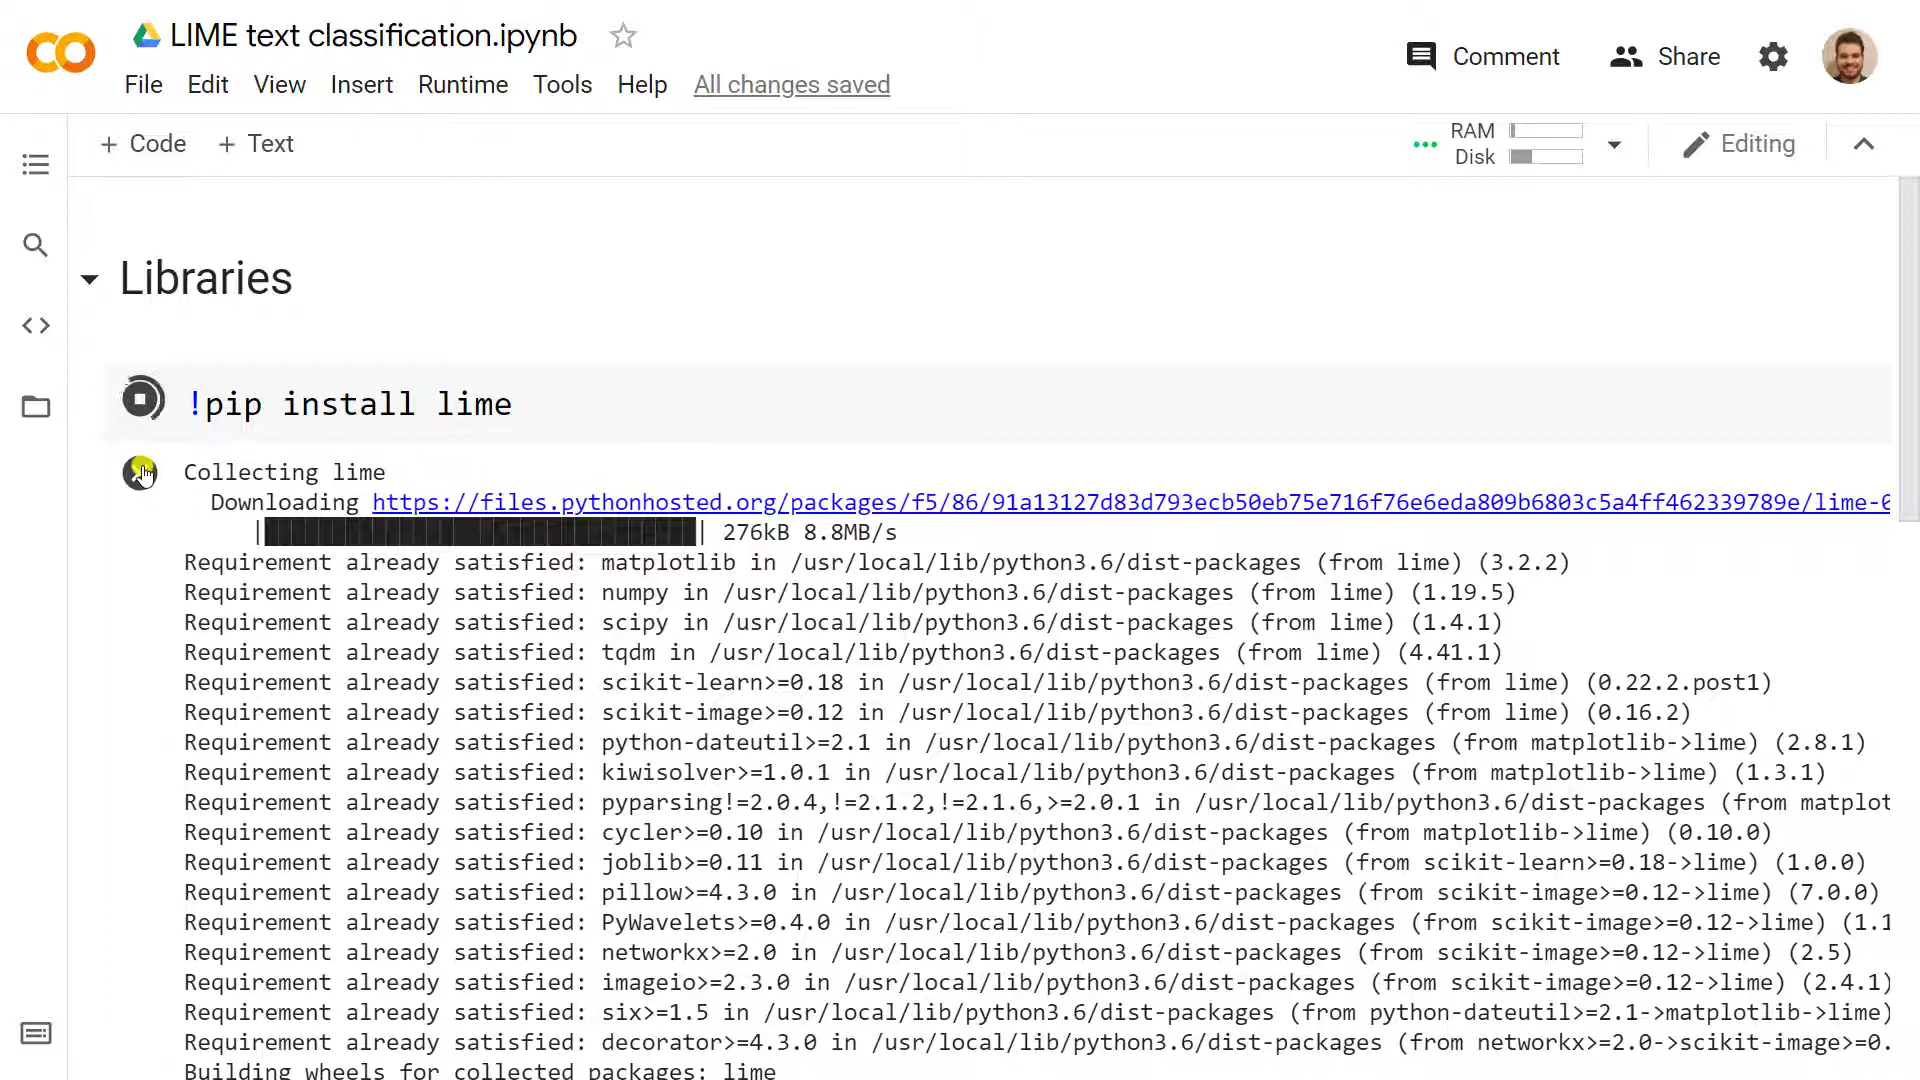 LIME text classification.ipynb
Comment
Share
File Edit View Insert Runtime Tools Help All changes saved
+ Code + Text
RAM
Disk
Editing
Libraries
!pip install lime
Collecting lime
Downloading https://files.pythonhosted.org/packages/f5/86/91a13127d83d793ecb50eb75e716f76e6eda809b6803c5a4ff462339789e/lime-0
276kB 8.8MB/s
Requirement already satisfied: matplotlib in /usr/local/lib/python3.6/dist-packages (from lime) (3.2.2)
Requirement already satisfied: numpy in /usr/local/lib/python3.6/dist-packages (from lime) (1.19.5)
Requirement already satisfied: scipy in /usr/local/lib/python3.6/dist-packages (from lime) (1.4.1)
Requirement already satisfied: tqdm in /usr/local/lib/python3.6/dist-packages (from lime) (4.41.1)
Requirement already satisfied: scikit-learn>=0.18 in /usr/local/lib/python3.6/dist-packages (from lime) (0.22.2.post1)
Requirement already satisfied: scikit-image>=0.12 in /usr/local/lib/python3.6/dist-packages (from lime) (0.16.2)
Requirement already satisfied: python-dateutil>=2.1 in /usr/local/lib/python3.6/dist-packages (from matplotlib->lime) (2.8.1)
Requirement already satisfied: kiwisolver>=1.0.1 in /usr/local/lib/python3.6/dist-packages (from matplotlib->lime) (1.3.1)
Requirement already satisfied: pyparsing!=2.0.4,!=2.1.2,!=2.1.6,>=2.0.1 in /usr/local/lib/python3.6/dist-packages (from matplot
Requirement already satisfied: cycler>=0.10 in /usr/local/lib/python3.6/dist-packages (from matplotlib->lime) (0.10.0)
Requirement already satisfied: joblib>=0.11 in /usr/local/lib/python3.6/dist-packages (from scikit-learn>=0.18->lime) (1.0.0)
Requirement already satisfied: pillow>=4.3.0 in /usr/local/lib/python3.6/dist-packages (from scikit-image>=0.12->lime) (7.0.0)
Requirement already satisfied: PyWavelets>=0.4.0 in /usr/local/lib/python3.6/dist-packages (from scikit-image>=0.12->lime) (1.1
Requirement already satisfied: networkx>=2.0 in /usr/local/lib/python3.6/dist-packages (from scikit-image>=0.12->lime) (2.5)
Requirement already satisfied: imageio>=2.3.0 in /usr/local/lib/python3.6/dist-packages (from scikit-image>=0.12->lime) (2.4.1)
Requirement already satisfied: six>=1.5 in /usr/local/lib/python3.6/dist-packages (from python-dateutil>=2.1->matplotlib->lime)
Requirement already satisfied: decorator>=4.3.0 in /usr/local/lib/python3.6/dist-packages (from networkx>=2.0->scikit-image>=0.
Building wheels for collected packages: lime